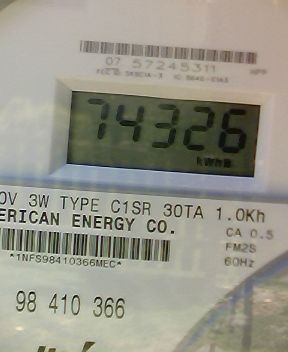 07 57245311
74326
kWhs
0V 3W TYPE C1SR 30TA 1.0Kh
ERICAN ENERGY CO.
CA 0.5
FM2S
60Hz
*1NFS98410366MEC*
98 410 366